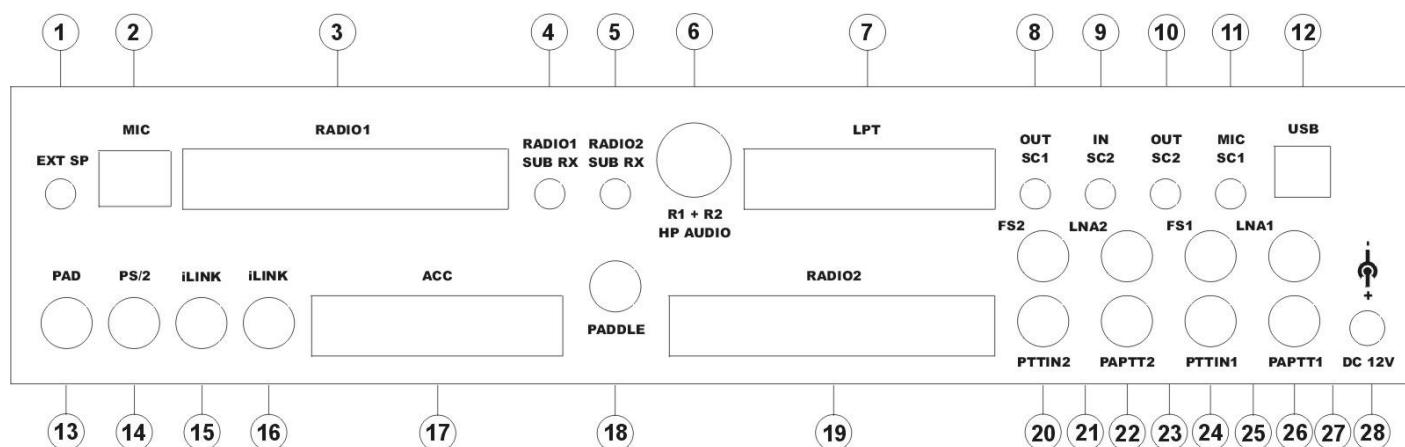 1 2 3 4 5 6 7 8 9 10 11 12
MIC RADIO1 LPT USB
EXT SP
RADIO1 RADIO2
SUB RX SUB RX
OUT IN OUT MIC
SC1 SC2 SC2 SC1
R1 + R2
HP AUDIO
FS2 LNA2 FS1 LNA1
PAD PS/2 iLINK iLINK ACC RADIO2
-
+
PADDLE
PTTIN2 PAPTT2 PTTIN1 PAPTT1 DC 12V
13 14 15 16 17 18 19 20 21 22 23 24 25 26 27 28